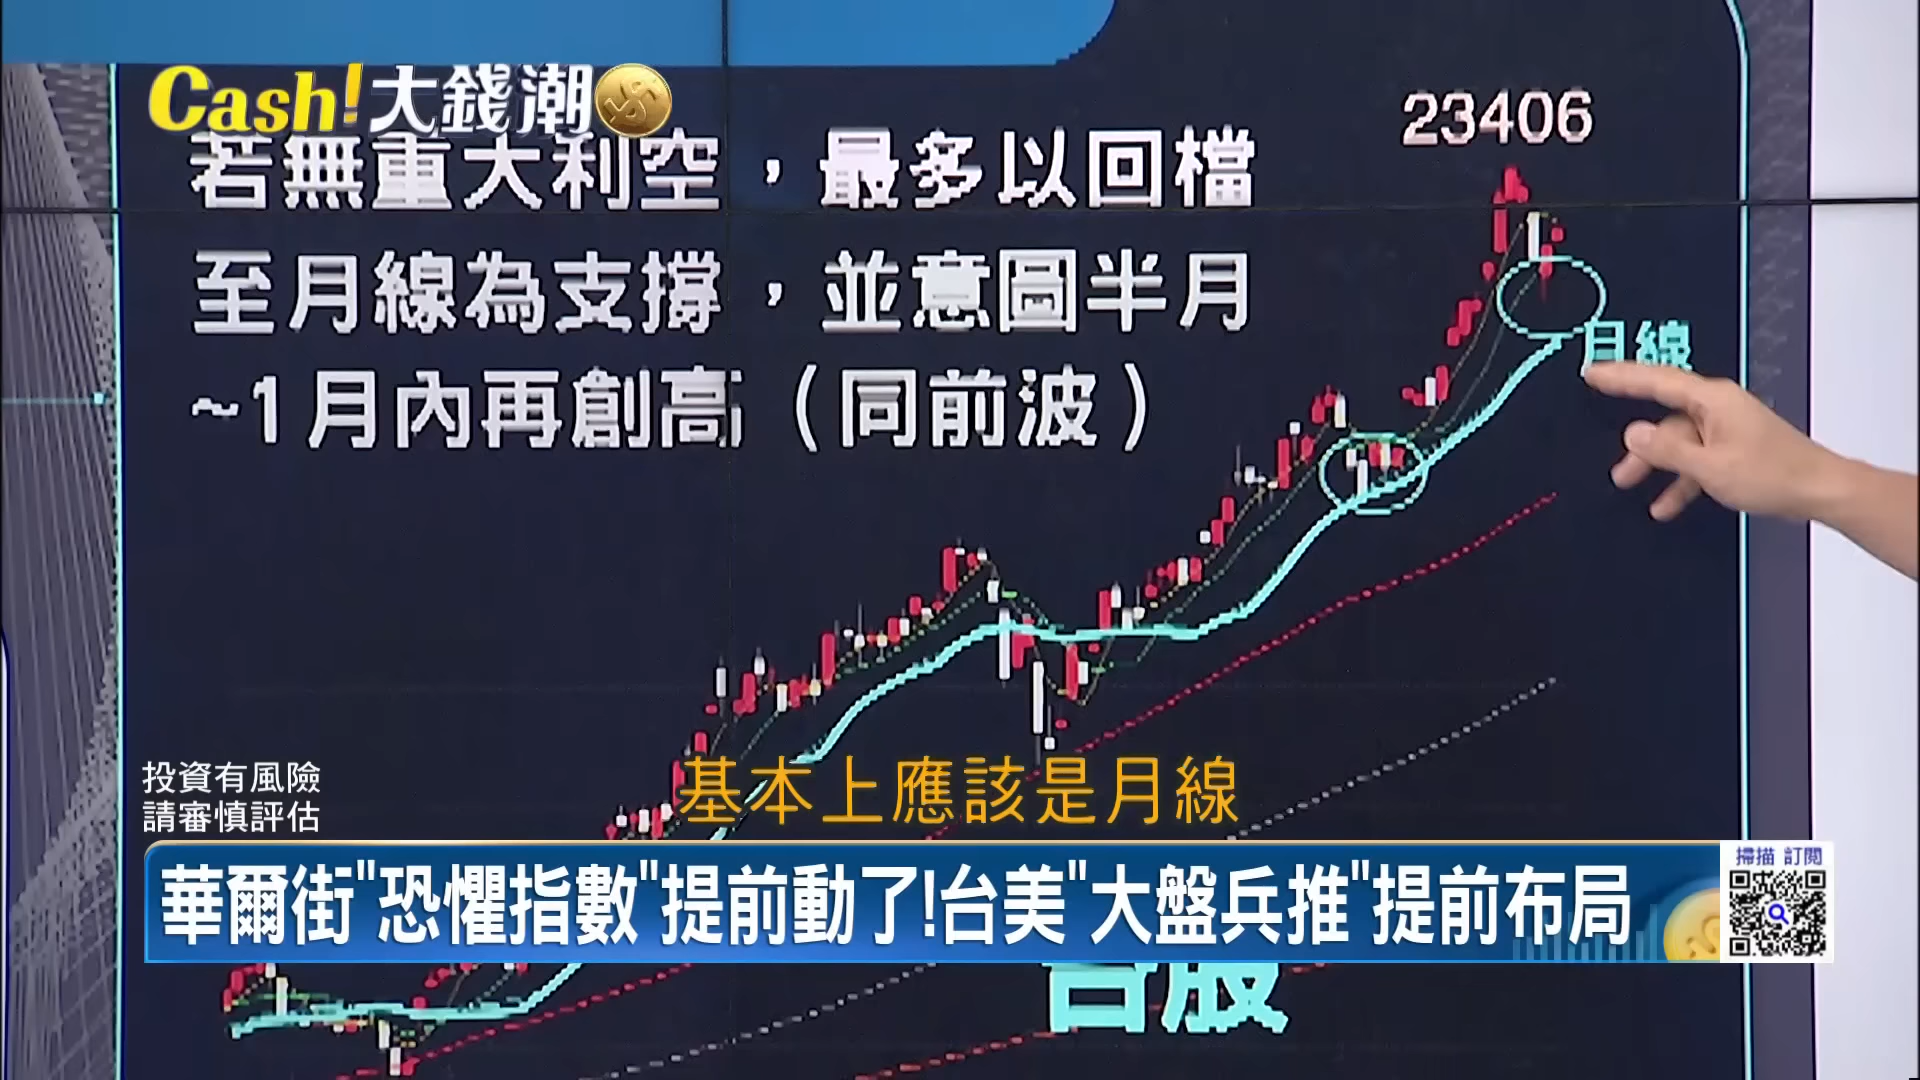 Cash!大錢潮
23406
若無重大利空，最多以回檔
至月線為支撐，並意圖半月
~1月內再創高（同前波）
月線
投資有風險
請審慎評估
基本上應該是月線
掃描 訂閱
華爾街"恐懼指數"提前動了!台美"大盤兵推"提前布局
台股